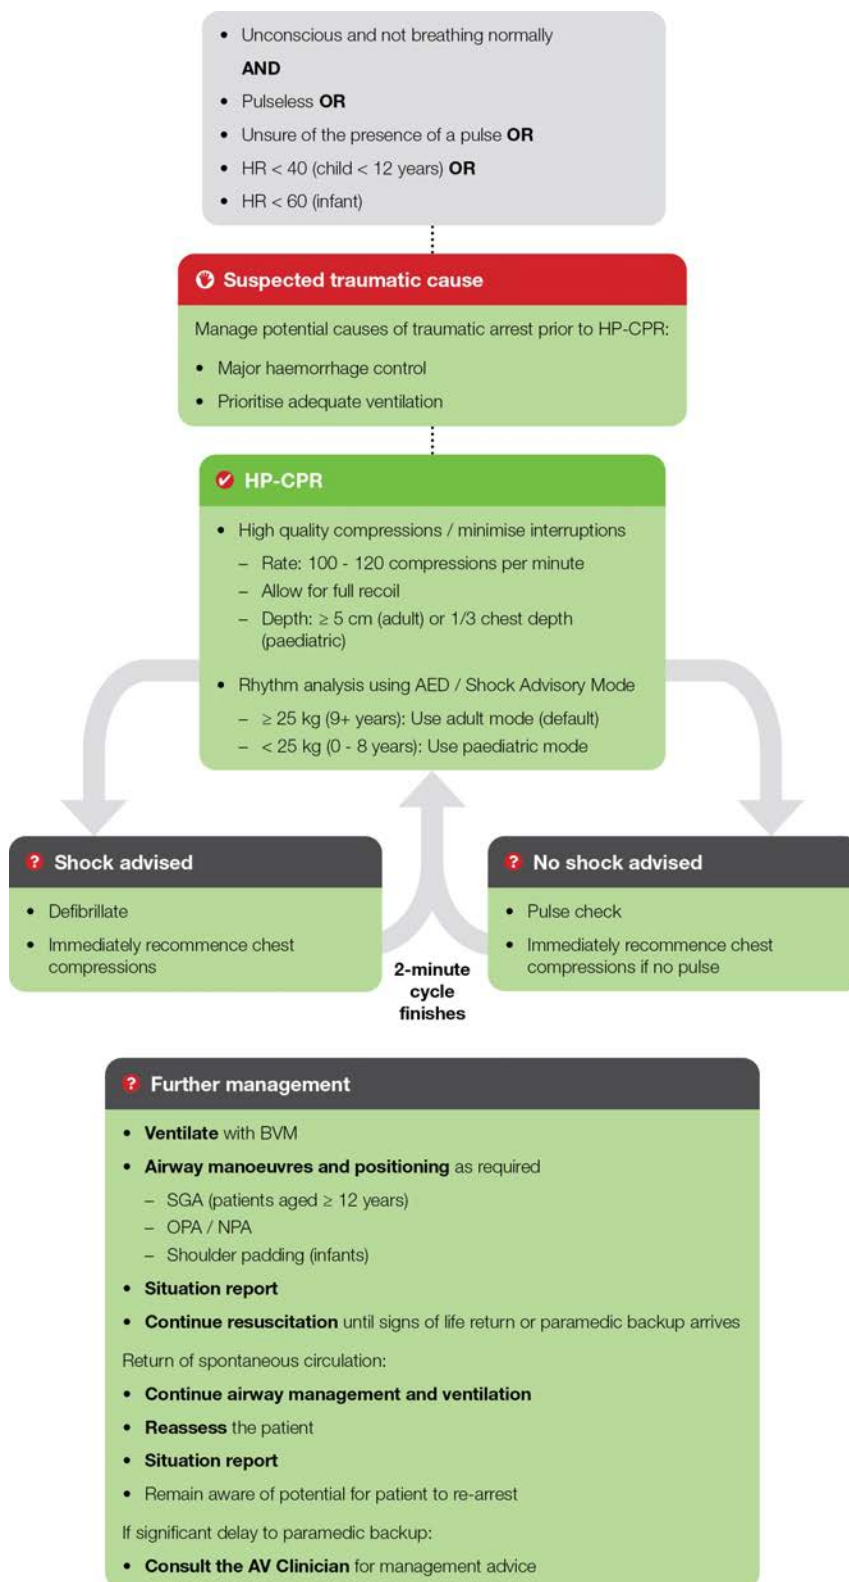 • Unconscious and not breathing normally
AND
• Pulseless OR
• Unsure of the presence of a pulse OR
• HR < 40 (child < 12 years) OR
• HR < 60 (infant)
Suspected traumatic cause
Manage potential causes of traumatic arrest prior to HP-CPR:
• Major haemorrhage control
• Prioritise adequate ventilation
HP-CPR
• High quality compressions / minimise interruptions
– Rate: 100 - 120 compressions per minute
– Allow for full recoil
– Depth: ≥ 5 cm (adult) or 1/3 chest depth
(paediatric)
• Rhythm analysis using AED / Shock Advisory Mode
– ≥ 25 kg (9+ years): Use adult mode (default)
– < 25 kg (0 - 8 years): Use paediatric mode
? Shock advised
• Defibrillate
• Immediately recommence chest
compressions
? No shock advised
• Pulse check
• Immediately recommence chest
compressions if no pulse
2-minute
cycle
finishes
? Further management
• Ventilate with BVM
• Airway manoeuvres and positioning as required
– SGA (patients aged ≥ 12 years)
– OPA / NPA
– Shoulder padding (infants)
• Situation report
• Continue resuscitation until signs of life return or paramedic backup arrives
Return of spontaneous circulation:
• Continue airway management and ventilation
• Reassess the patient
• Situation report
• Remain aware of potential for patient to re-arrest
If significant delay to paramedic backup:
• Consult the AV Clinician for management advice